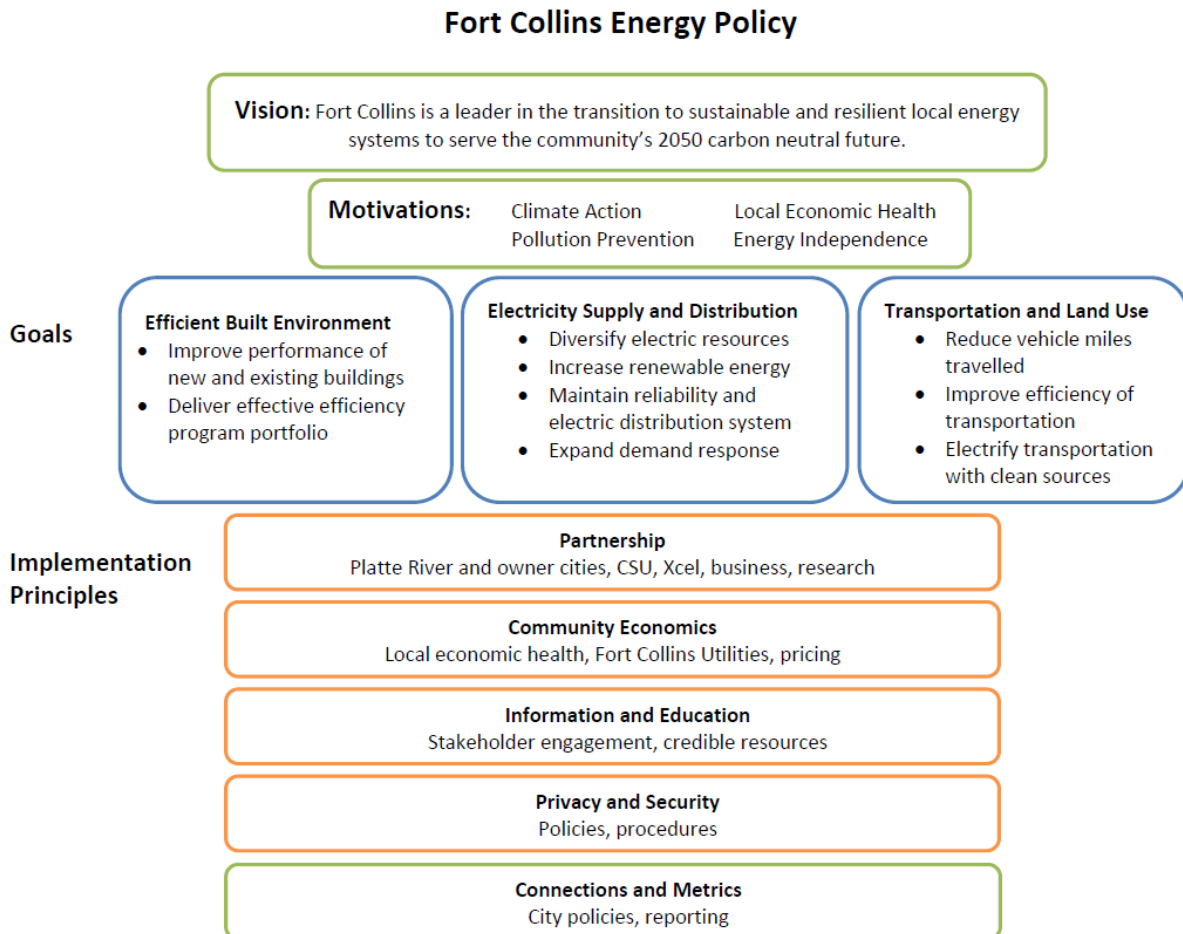 Fort Collins Energy Policy
Vision: Fort Collins is a leader in the transition to sustainable and resilient local energy
systems to serve the community's 2050 carbon neutral future.
Motivations: Climate Action Local Economic Health
Pollution Prevention Energy Independence
Goals
Efficient Built Environment
• Improve performance of
new and existing buildings
• Deliver effective efficiency
program portfolio
Electricity Supply and Distribution
• Diversify electric resources
• Increase renewable energy
• Maintain reliability and
electric distribution system
• Expand demand response
Transportation and Land Use
• Reduce vehicle miles
travelled
• Improve efficiency of
transportation
• Electrify transportation
with clean sources
Implementation
Principles
Partnership
Platte River and owner cities, CSU, Xcel, business, research
Community Economics
Local economic health, Fort Collins Utilities, pricing
Information and Education
Stakeholder engagement, credible resources
Privacy and Security
Policies, procedures
Connections and Metrics
City policies, reporting